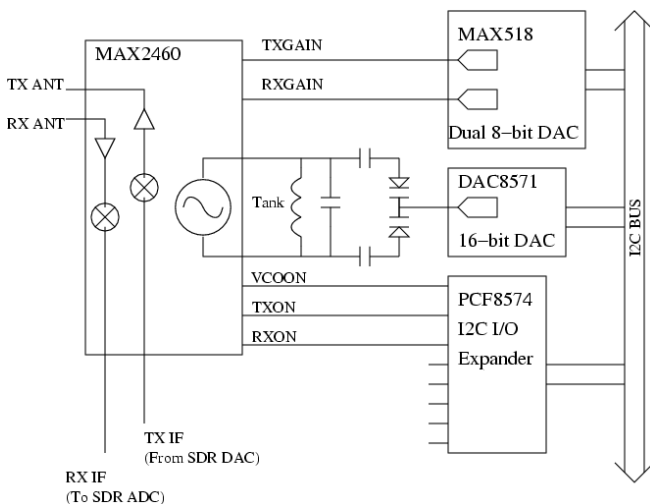 MAX2460
TXGAIN
MAX518
TX ANT
RXGAIN
RX ANT
Dual 8-bit DAC
Tank
DAC8571
16-bit DAC
I2C BUS
VCOON
TXON
RXON
PCF8574
I2C I/O
Expander
TX IF
(From SDR DAC)
RX IF
(To SDR ADC)